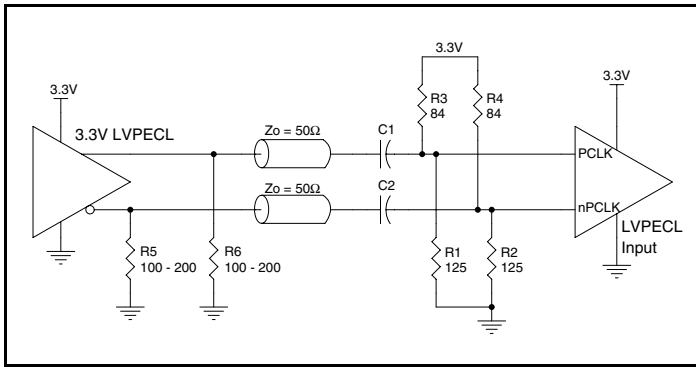 3.3V
3.3V LVPECL
R5
100 - 200
R6
100 - 200
Zo = 50Ω
Zo = 50Ω
C1
C2
3.3V
R3
84
R4
84
R1
125
R2
125
3.3V
PCLK
nPCLK
LVPECL
Input